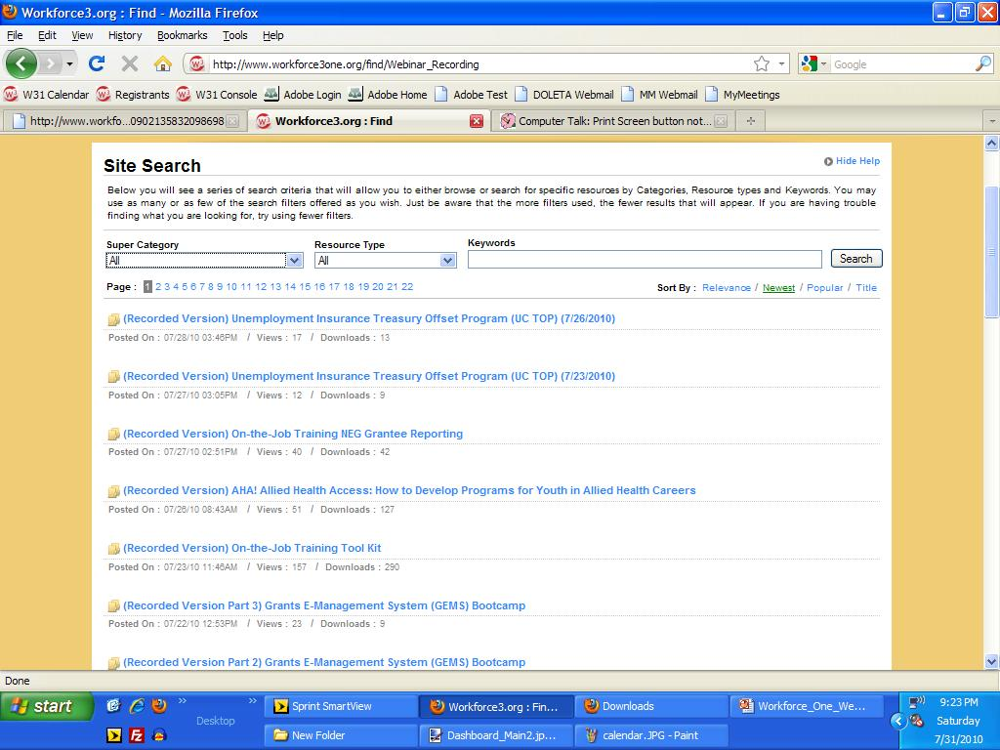 Workforce3.org : Find - Mozilla Firefox
File Edit View History Bookmarks Tools Help
http://www.workforce3one.org/find/Webinar_Recording
Google
W31 Calendar Registrants W31 Console Adobe Login Adobe Home Adobe Test DOLETA Webmail MM Webmail MyMeetings
http://www.workfo...0902135832098698 Workforce3.org : Find Computer Talk: Print Screen button not...
Site Search
Hide Help
Below you will see a series of search criteria that will allow you to either browse or search for specific resources by Categories, Resource types and Keywords. You may
use as many or as few of the search filters offered as you wish. Just be aware that the more filters used, the fewer results that will appear. If you are having trouble
finding what you are looking for, try using fewer filters.
Super Category Resource Type Keywords
All All Search
Page : 1 2 3 4 5 6 7 8 9 10 11 12 13 14 15 16 17 18 19 20 21 22 Sort By : Relevance / Newest / Popular / Title
(Recorded Version) Unemployment Insurance Treasury Offset Program (UC TOP) (7/26/2010)
Posted On : 07/28/10 03:46PM / Views : 17 / Downloads : 13
(Recorded Version) Unemployment Insurance Treasury Offset Program (UC TOP) (7/23/2010)
Posted On : 07/27/10 03:05PM / Views : 12 / Downloads : 9
(Recorded Version) On-the-Job Training NEG Grantee Reporting
Posted On : 07/27/10 02:51PM / Views : 40 / Downloads : 42
(Recorded Version) AHA! Allied Health Access: How to Develop Programs for Youth in Allied Health Careers
Posted On : 07/26/10 08:43AM / Views : 51 / Downloads : 127
(Recorded Version) On-the-Job Training Tool Kit
Posted On : 07/23/10 11:46AM / Views : 157 / Downloads : 290
(Recorded Version Part 3) Grants E-Management System (GEMS) Bootcamp
Posted On : 07/22/10 12:53PM / Views : 23 / Downloads : 9
(Recorded Version Part 2) Grants E-Management System (GEMS) Bootcamp
Done
start Desktop Sprint SmartView Workforce3.org : Fin... Downloads Workforce_One_We... 9:23 PM
Saturday
New Folder Dashboard_Main2.jp... calendar.JPG - Paint 7/31/2010